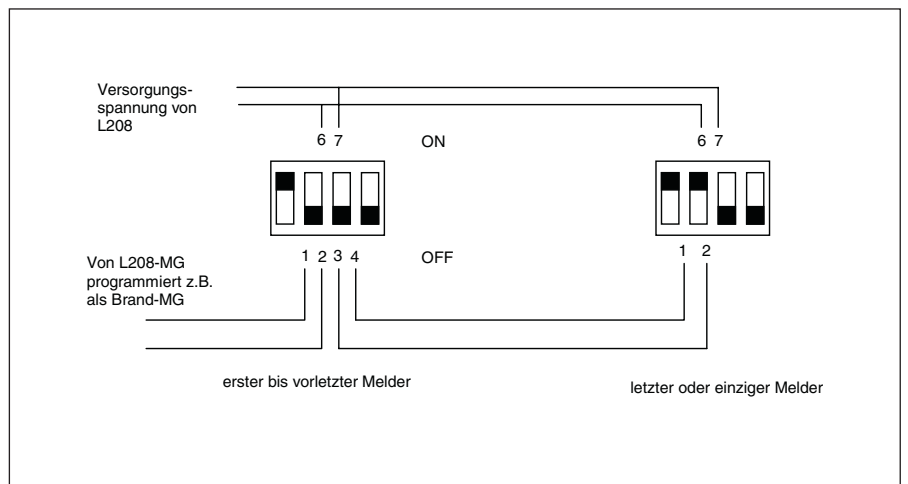 Versorgungs-
spannung von
L208
6 7
ON
6 7
1 2 3 4
OFF
1 2
Von L208-MG
programmiert z.B.
als Brand-MG
erster bis vorletzter Melder
letzter oder einziger Melder